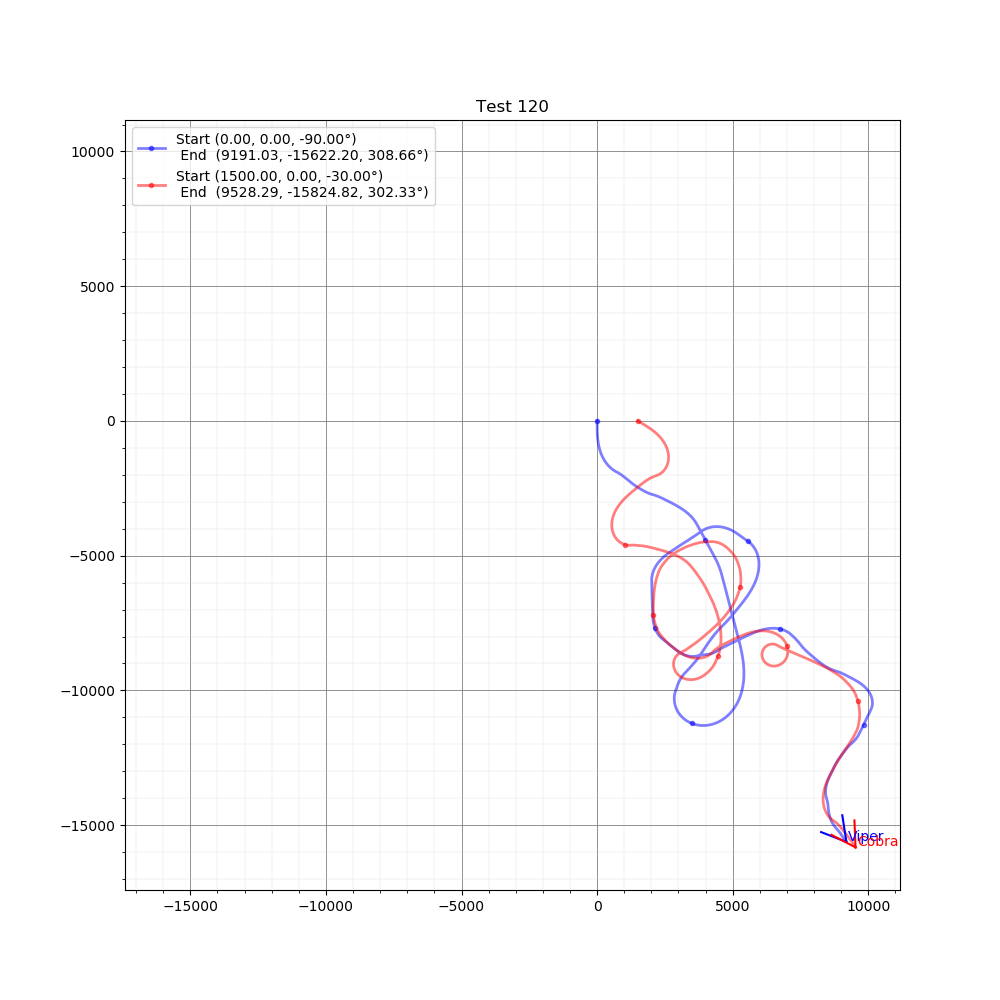 Test 120
Start (0.00, 0.00, -90.00°)
End (9191.03, -15622.20, 308.66°)
Start (1500.00, 0.00, -30.00°)
End (9528.29, -15824.82, 302.33°)
10000
5000
0
−5000
−10000
−15000
Viper
Cobra
−15000 −10000 −5000 0 5000 10000